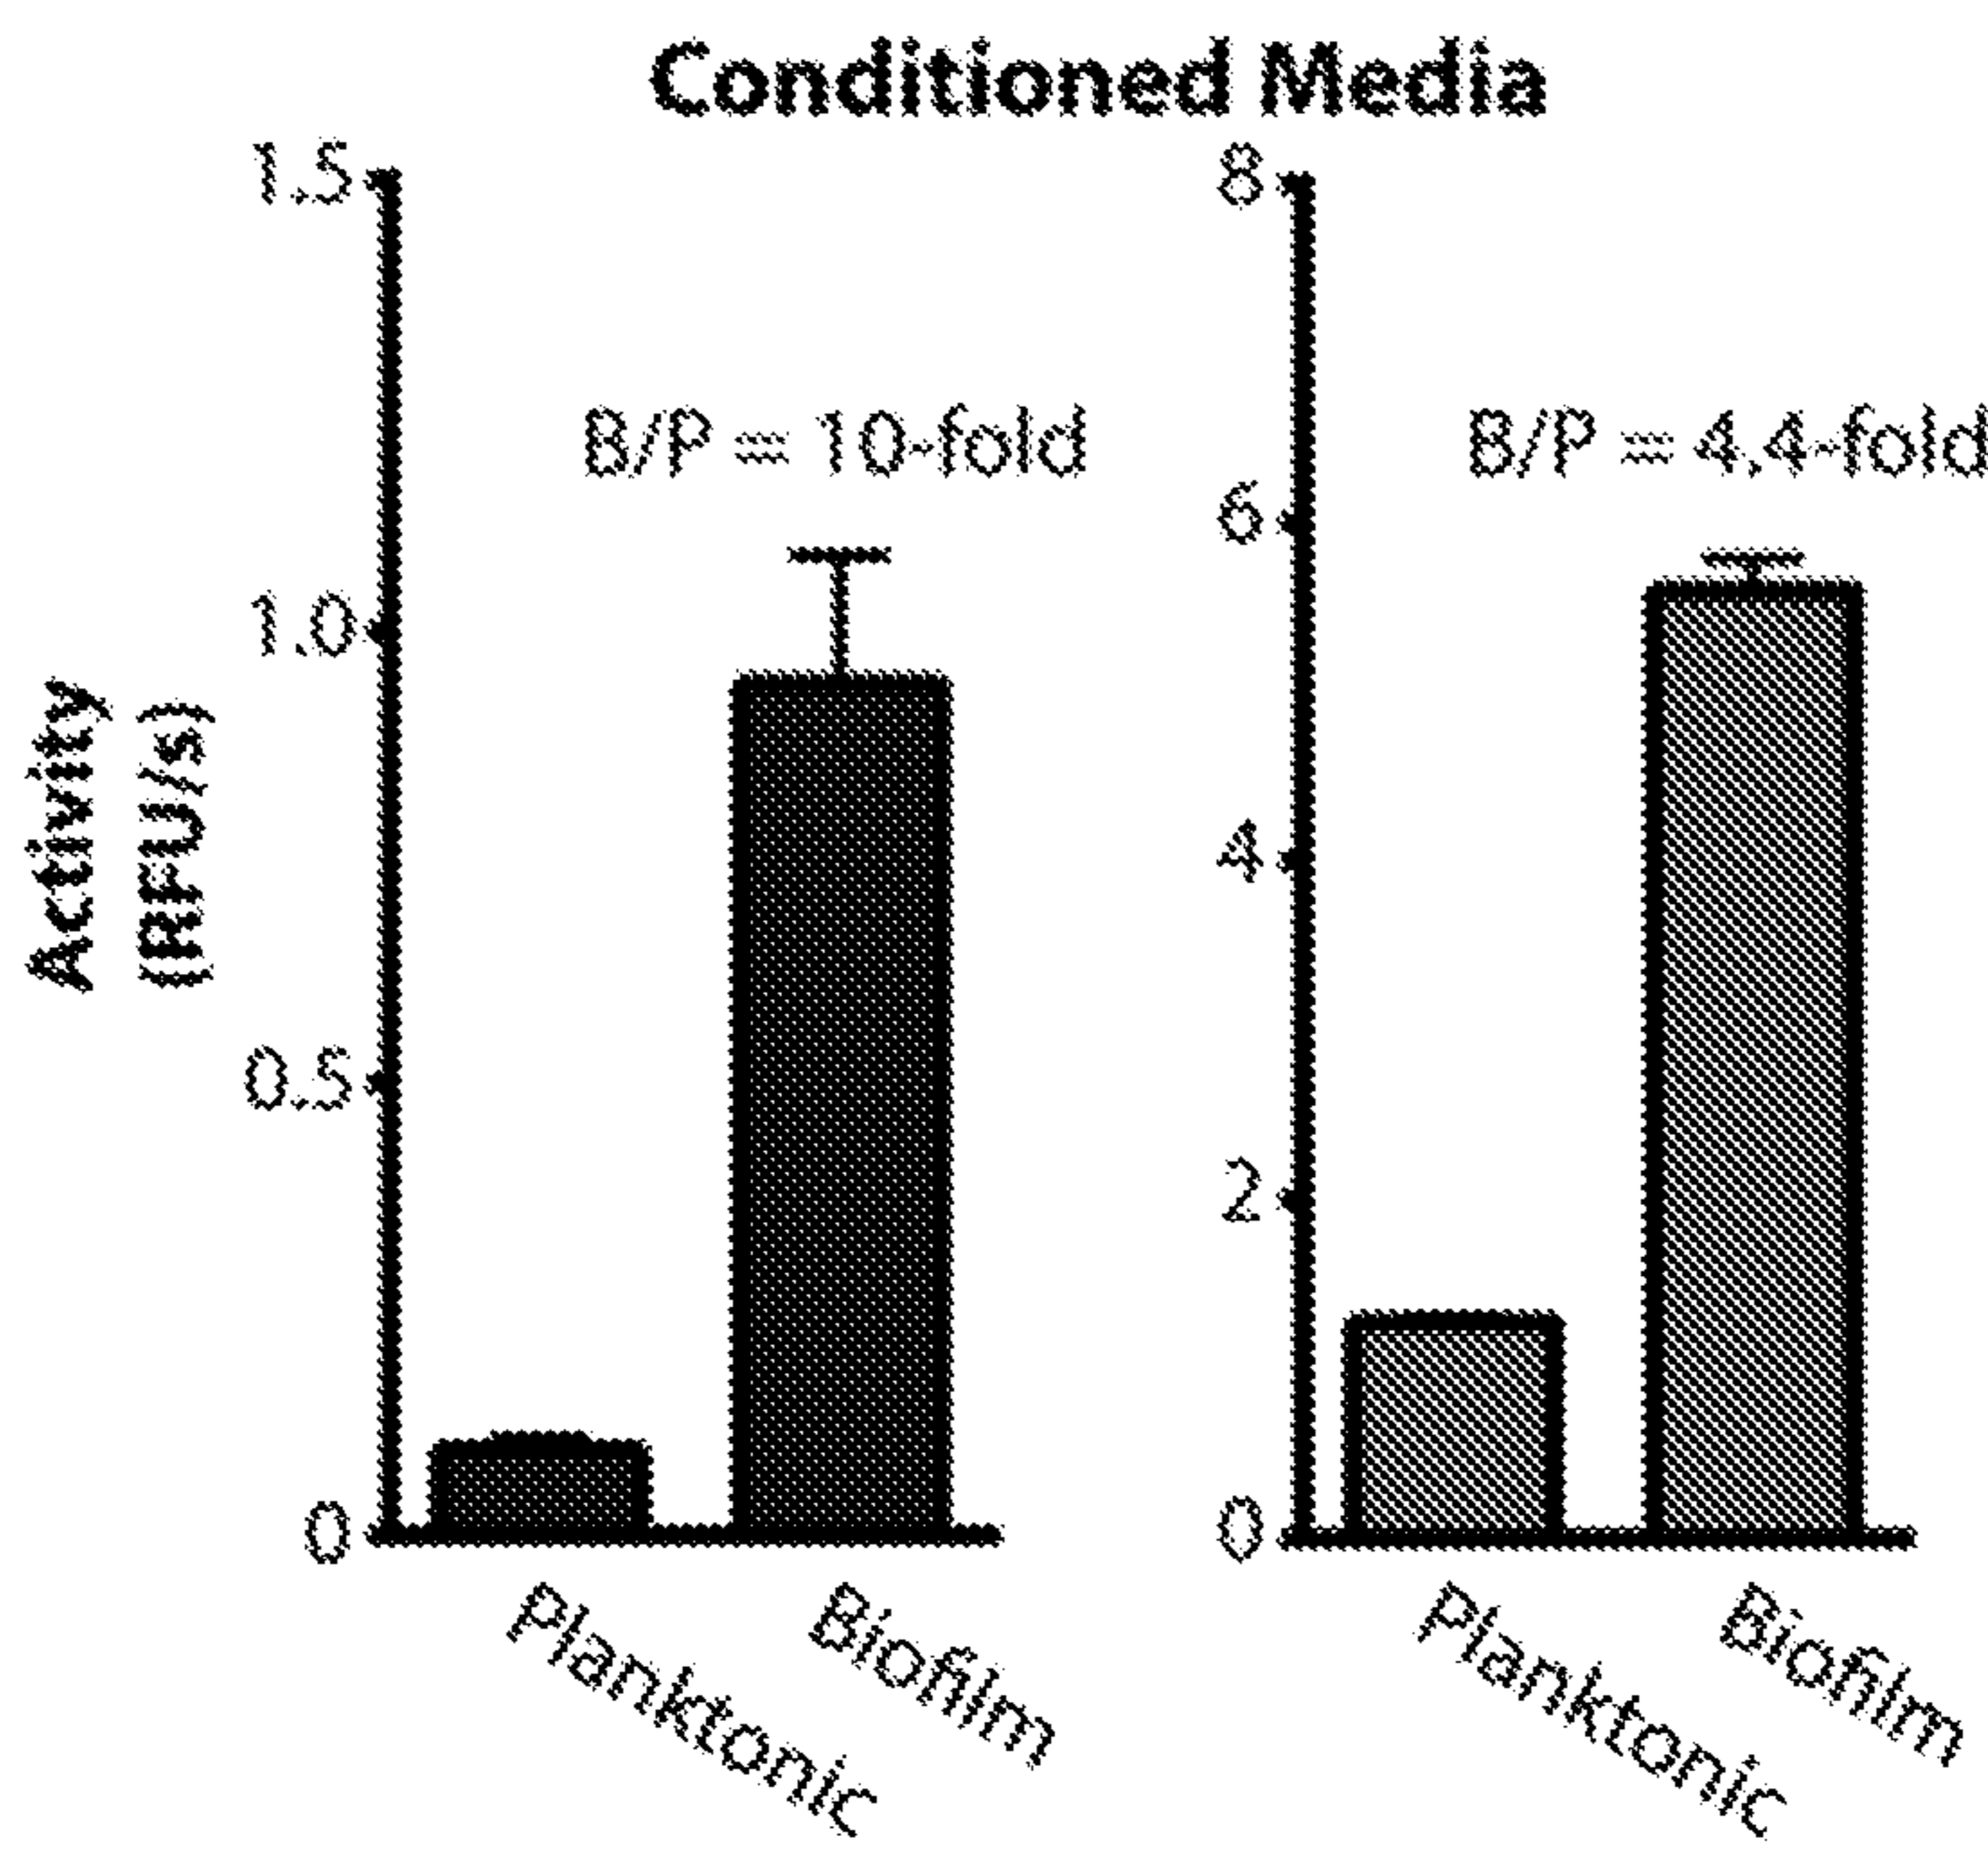 Conditioned Media
Activity
(RFU/s)
1.5
1.0
0.5
0
B/P = 10-fold
Planktonic
Biofilm
8
6
4
2
0
B/P = 4.4-fold
Planktonic
Biofilm